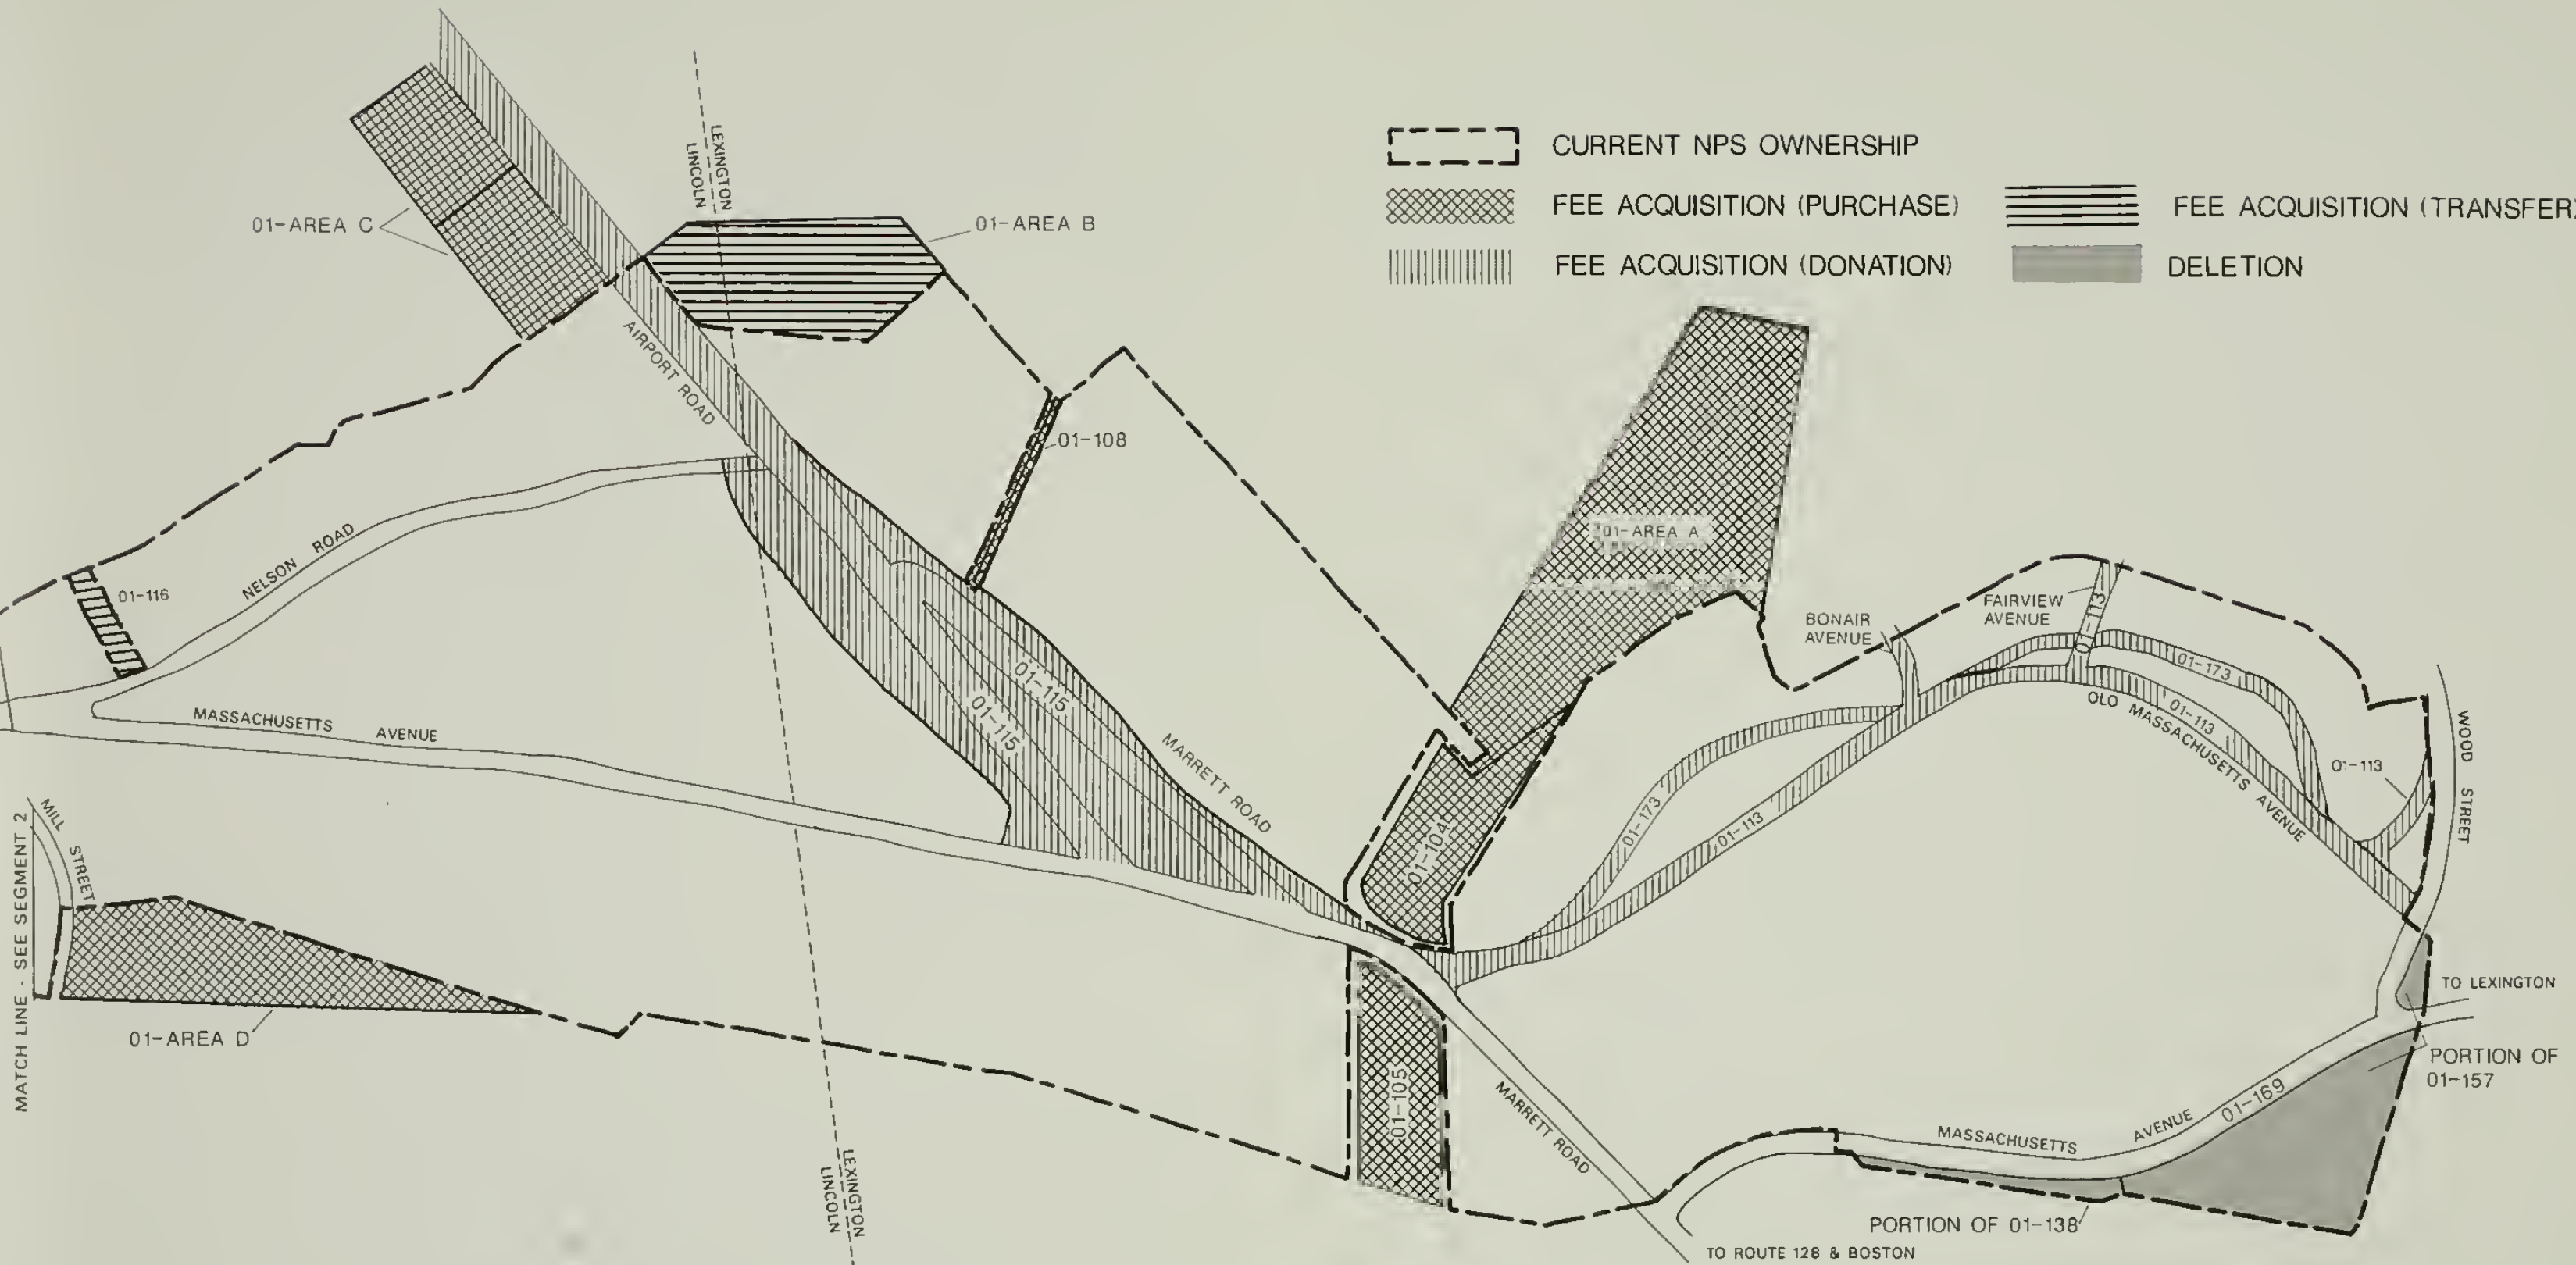 CURRENT NPS OWNERSHIP
FEE ACQUISITION (PURCHASE)
FEE ACQUISITION (TRANSFER)
FEE ACQUISITION (DONATION)
DELETION
LEXINGTON
LINCOLN
01-AREA C
01-AREA B
AIRPORT ROAD
01-108
01-AREA A
NELSON ROAD
01-116
01-115
01-115
MASSACHUSETTS AVENUE
MARRETT ROAD
BONAIR
AVENUE
FAIRVIEW
AVENUE
01-113
01-173
01-113
OLO MASSACHUSETTS AVENUE
01-113
WOOD STREET
01-173
01-113
01-104
MILL STREET
MATCH LINE - SEE SEGMENT 2
01-AREA D
01-105
MARRETT ROAD
TO LEXINGTON
PORTION OF
01-157
01-169
MASSACHUSETTS AVENUE
PORTION OF 01-138
TO ROUTE 128 & BOSTON
LEXINGTON
LINCOLN